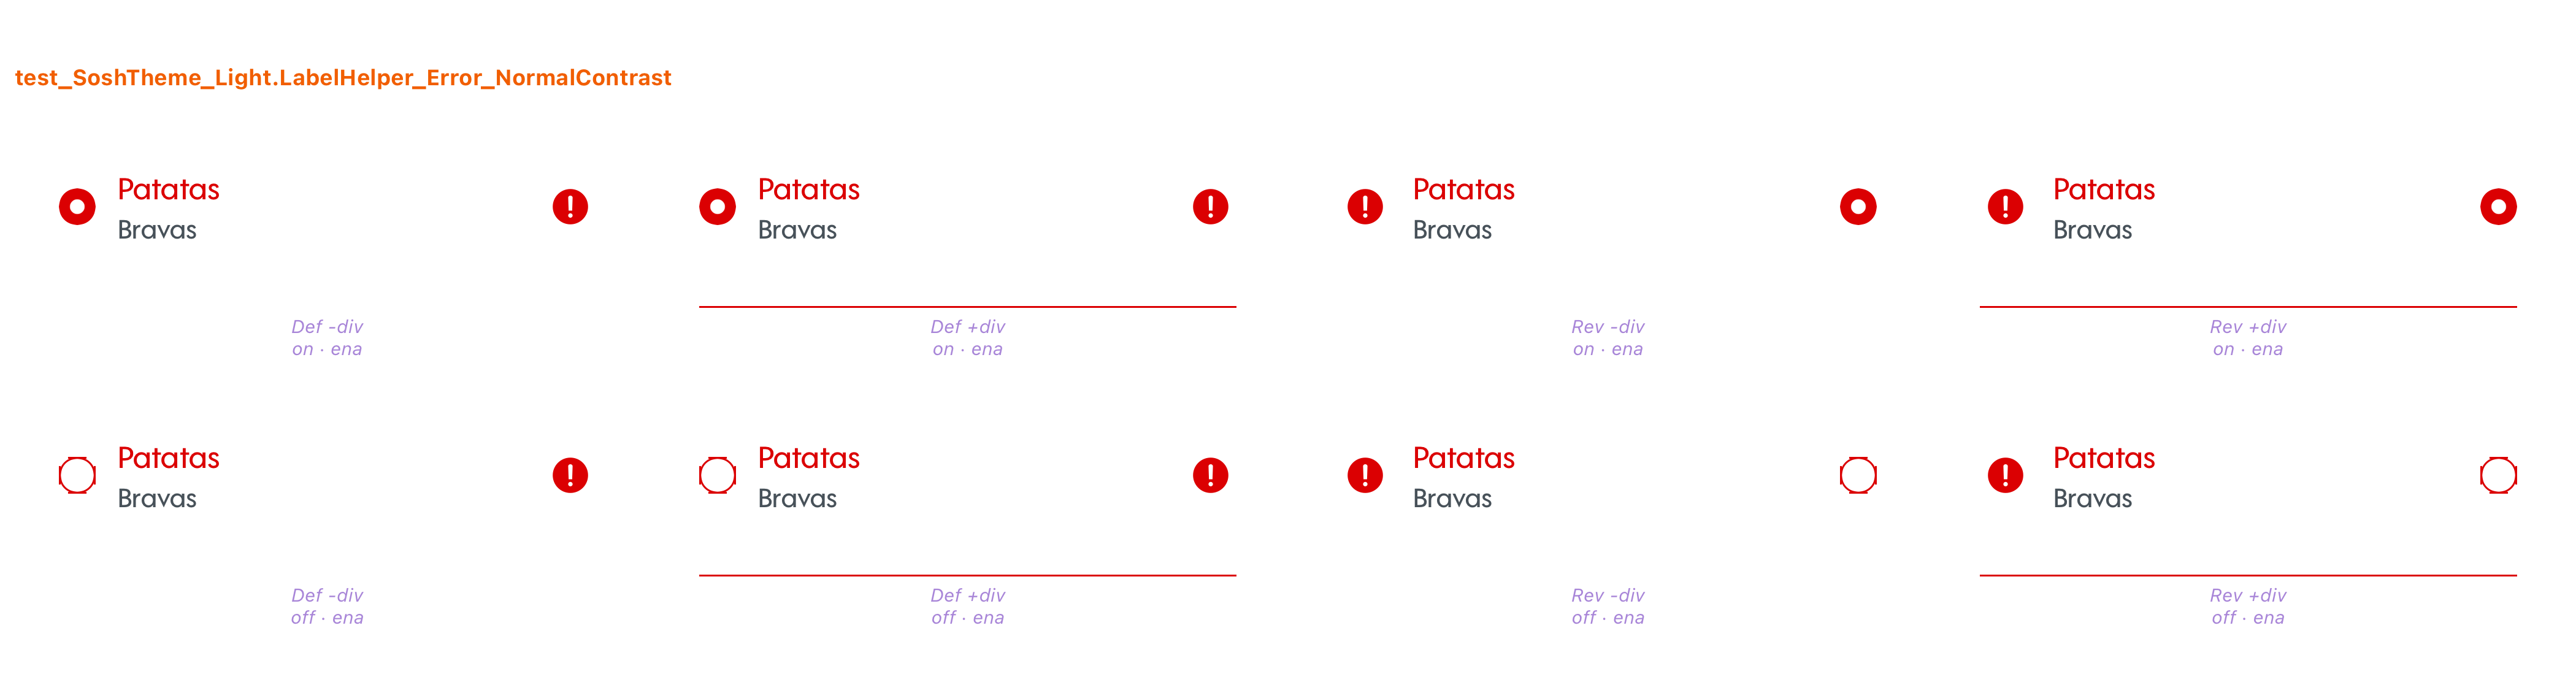 test_SoshTheme_Light.LabelHelper_Error_NormalContrast
Patatas
Bravas
Def -div
on · ena
Patatas
Bravas
Def +div
on · ena
Patatas
Bravas
Rev -div
on · ena
Patatas
Bravas
Rev +div
on · ena
Patatas
Bravas
Def -div
off · ena
Patatas
Bravas
Def +div
off · ena
Patatas
Bravas
Rev -div
off · ena
Patatas
Bravas
Rev +div
off · ena